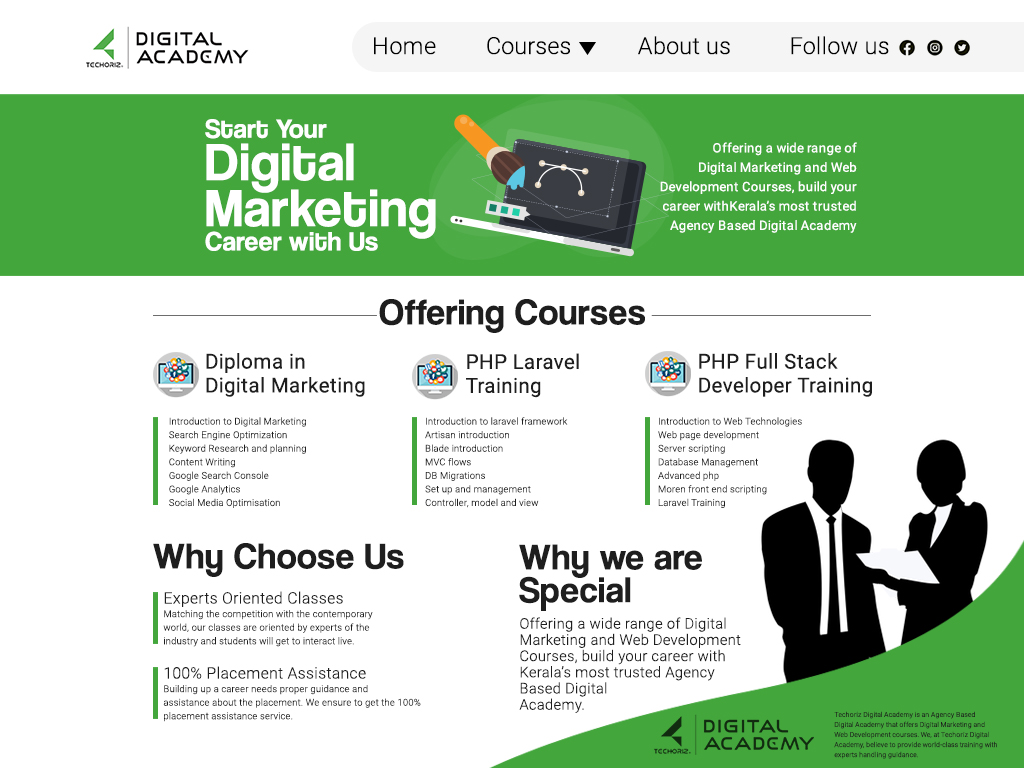 TECHORIZ
DIGITAL
ACADEMY
Home
Courses
About us
Follow us
Start Your
Digital
Marketing
Career with Us
Offering a wide range of
Digital Marketing and Web
Development Courses, build your
career withKerala's most trusted
Agency Based Digital Academy
Offering Courses
Diploma in
Digital Marketing
Introduction to Digital Marketing
Search Engine Optimization
Keyword Research and planning
Content Writing
Google Search Console
Google Analytics
Social Media Optimisation
PHP Laravel
Training
Introduction to laravel framework
Artisan introduction
Blade introduction
MVC flows
DB Migrations
Set up and management
Controller, model and view
PHP Full Stack
Developer Training
Introduction to Web Technologies
Web page development
Server scripting
Database Management
Advanced php
Moren front end scripting
Laravel Training
Why Choose Us
Experts Oriented Classes
Matching the competition with the contemporary
world, our classes are oriented by experts of the
industry and students will get to interact live.
100% Placement Assistance
Building up a career needs proper guidance and
assistance about the placement. We ensure to get the 100%
placement assistance service.
Why we are
Special
Offering a wide range of Digital
Marketing and Web Development
Courses, build your career with
Kerala's most trusted Agency
Based Digital
Academy.
TECHORIZ
DIGITAL
ACADEMY
Techoriz Digital Academy is an Agency Based
Digital Academy that offers Digital Marketing and
Web Development courses. We, at Techoriz Digital
Academy, believe to provide world-class training with
experts handling guidance.